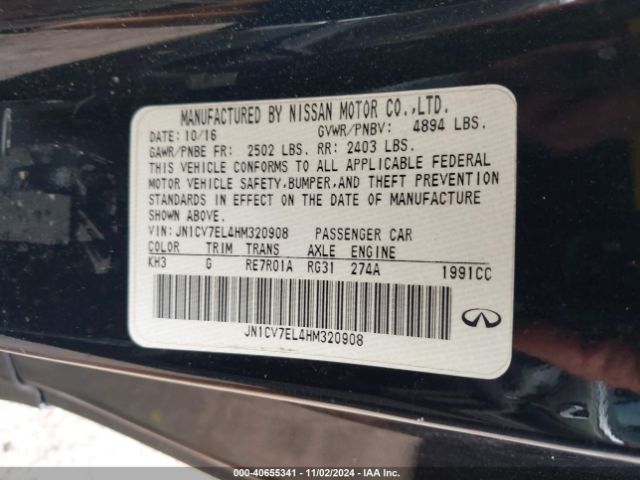 MANUFACTURED BY NISSAN MOTOR CO.,LTD.
DATE: 10/16 GVWR/PNBV: 4894 LBS.
GAWR/PNBE FR: 2502 LBS. RR: 2403 LBS.
THIS VEHICLE CONFORMS TO ALL APPLICABLE FEDERAL
MOTOR VEHICLE SAFETY,BUMPER,AND THEFT PREVENTION
STANDARDS IN EFFECT ON THE DATE OF MANUFACTURE
SHOWN ABOVE.
VIN: JN1CV7EL4HM320908 PASSENGER CAR
COLOR TRIM TRANS AXLE ENGINE
KH3 G RE7R01A RG31 274A 1991CC
JN1CV7EL4HM320908
000-40655341 - 11/02/2024 - IAA Inc.